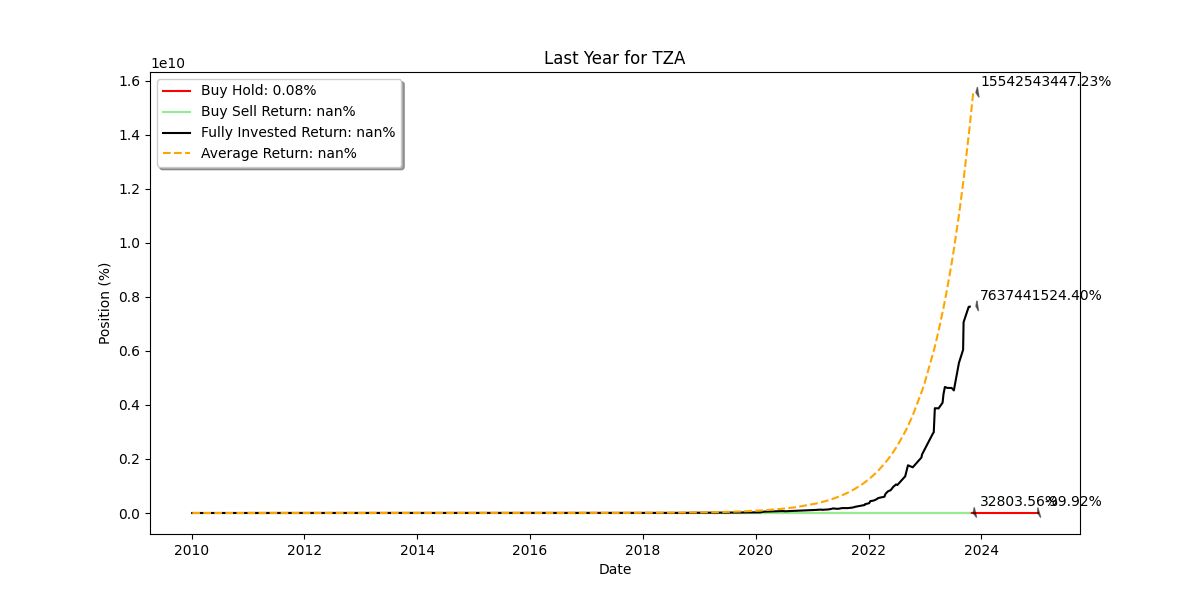 Last Year for TZA
1e10
1.6
1.4
1.2
1.0
0.8
0.6
0.4
0.2
0.0
Position (%)
Buy Hold: 0.08%
Buy Sell Return: nan%
Fully Invested Return: nan%
Average Return: nan%
15542543447.23%
7637441524.40%
32803.56%
99.92%
2010 2012 2014 2016 2018 2020 2022 2024
Date